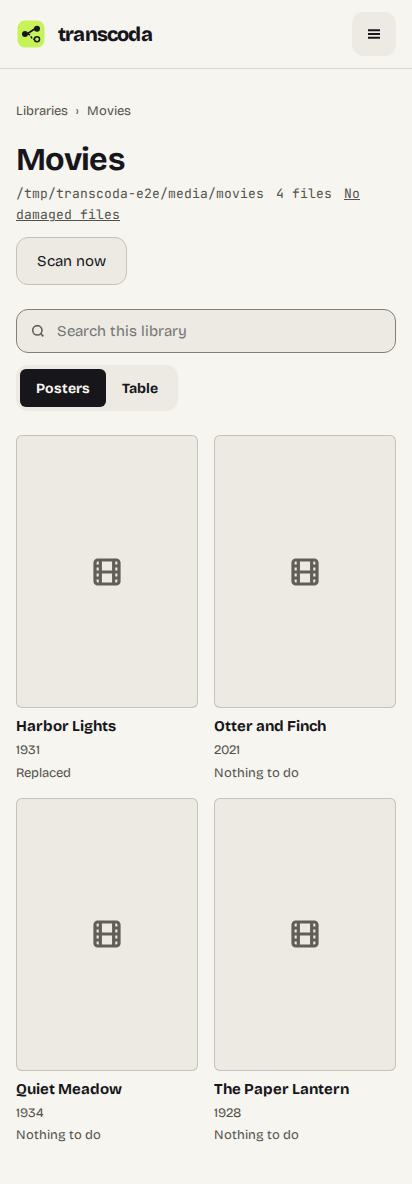 transcoda
Libraries › Movies
Movies
/tmp/transcoda-e2e/media/movies 4 files No
damaged files
Scan now
Search this library
Posters Table
Harbor Lights
1931
Replaced
Otter and Finch
2021
Nothing to do
Quiet Meadow
1934
Nothing to do
The Paper Lantern
1928
Nothing to do